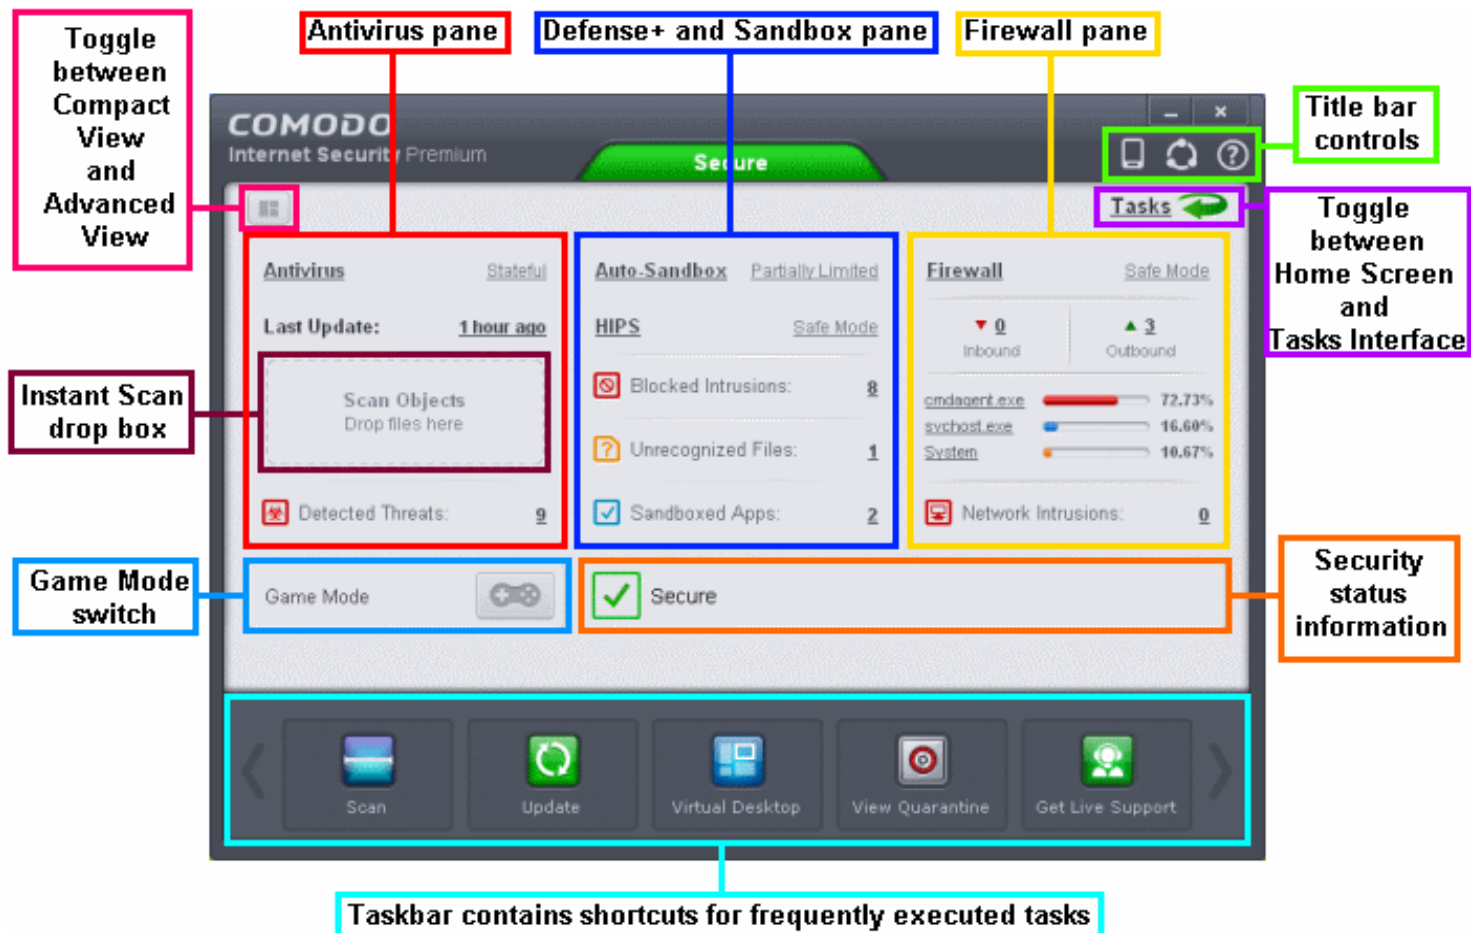 Toggle
between
Compact
View
and
Advanced
View
Antivirus pane
Defense+ and Sandbox pane
Firewall pane
Title bar
controls
COMODO
Internet Security Premium
Secure
Tasks
Toggle
between
Home Screen
and
Tasks Interface
Antivirus Stateful
Last Update: 1 hour ago
Scan Objects
Drop files here
Detected Threats: 9
Instant Scan
drop box
Auto-Sandbox Partially Limited
HIPS Safe Mode
Blocked Intrusions: 8
Unrecognized Files: 1
Sandboxed Apps: 2
Firewall Safe Mode
0 3
Inbound Outbound
cmdagent.exe 72.73%
svchost.exe 16.60%
System 10.67%
Network Intrusions: 0
Game Mode
switch
Game Mode
Secure
Security
status
information
Scan
Update
Virtual Desktop
View Quarantine
Get Live Support
Taskbar contains shortcuts for frequently executed tasks